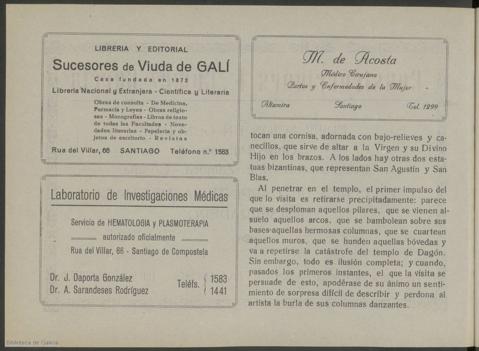 LIBRERIA Y EDITORIAL
Sucesores de Viuda de GALÍ
Casa fundada en 1872
Librería Nacional y Extranjera - Científica y Literaria
Obras de consulta - De Medicina,
Farmacia y Leyes - Obras religio-
sas - Monografías - Libros de texto
de todas las Facultades - Nove-
dades literarias - Papelería y ob-
jetos de escritorio. - Revistas
Rua del Villar, 66 SANTIAGO Teléfono n.º 1583
Laboratorio de Investigaciones Médicas
Servicio de HEMATOLOGIA y PLASMOTERAPIA
autorizado oficialmente
Rua del Villar, 66 - Santiago de Compostela
Dr. J. Daporta González
Dr. A. Sarandeses Rodríguez
Teléfs. { 1583
1441
M. de Acosta
Médico Cirujano
Partos y Enfermedades de la Mujer
Altamira Santiago Tel. 1299
tocan una cornisa, adornada con bajo-relieves y ca-
necillos, que sirve de altar a la Virgen y su Divino
Hijo en los brazos. A los lados hay otras dos esta-
tuas bizantinas, que representan San Agustín y San
Blas.
Al penetrar en el templo, el primer impulso del
que lo visita es retirarse precipitadamente: parece
que se desploman aquellos pilares, que se vienen al
suelo aquellos arcos, que se bambolean sobre sus
bases aquellas hermosas columnas, que se cuartean
aquellos muros, que se hunden aquellas bóvedas y
va a repetirse la catástrofe del templo de Dagón.
Sin embargo, todo es ilusión completa; y cuando,
pasados los primeros instantes, el que la visita se
persuade de esto, apodérase de su ánimo un senti-
miento de sorpresa difícil de describir y perdona al
artista la burla de sus columnas danzantes.
Biblioteca de Galicia